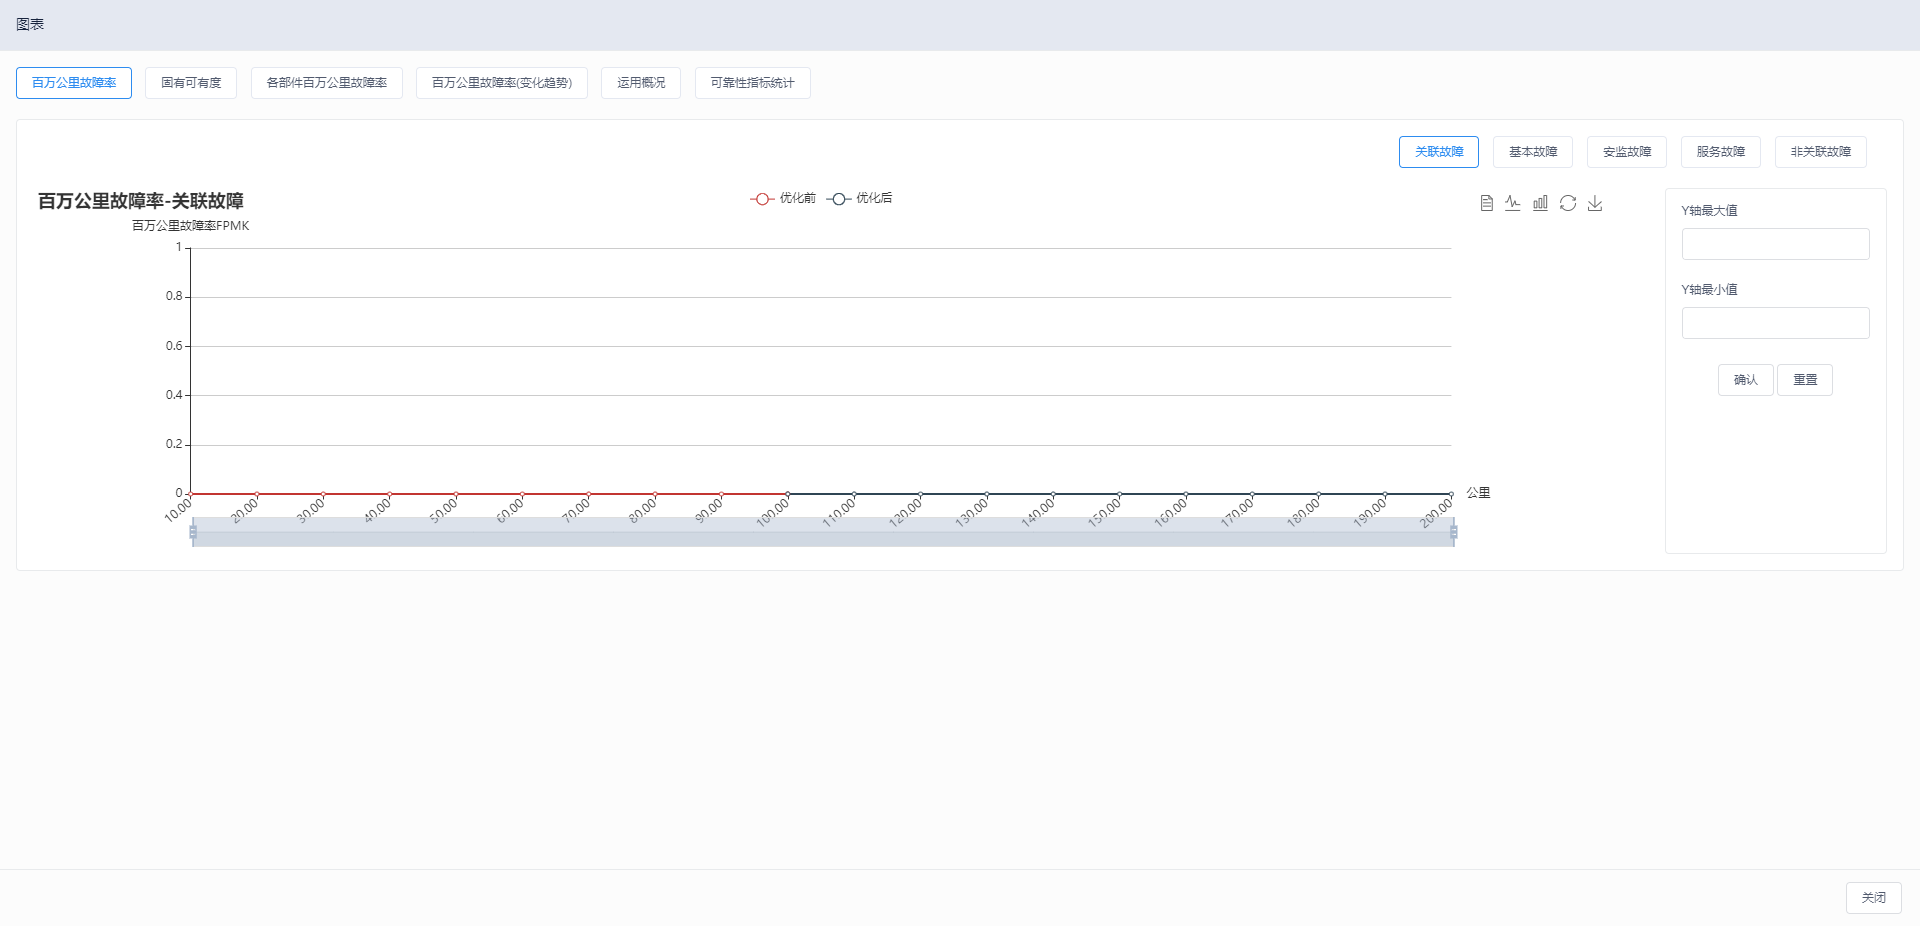 图表
百万公里故障率
固有可有度
各部件百万公里故障率
百万公里故障率(变化趋势)
运用概况
可靠性指标统计
关联故障
基本故障
安监故障
服务故障
非关联故障
百万公里故障率-关联故障
优化前
优化后
百万公里故障率FPMK
1
0.8
0.6
0.4
0.2
0
10.00
20.00
30.00
40.00
50.00
60.00
70.00
80.00
90.00
100.00
110.00
120.00
130.00
140.00
150.00
160.00
170.00
180.00
190.00
200.00
公里
Y轴最大值
Y轴最小值
确认
重置
关闭